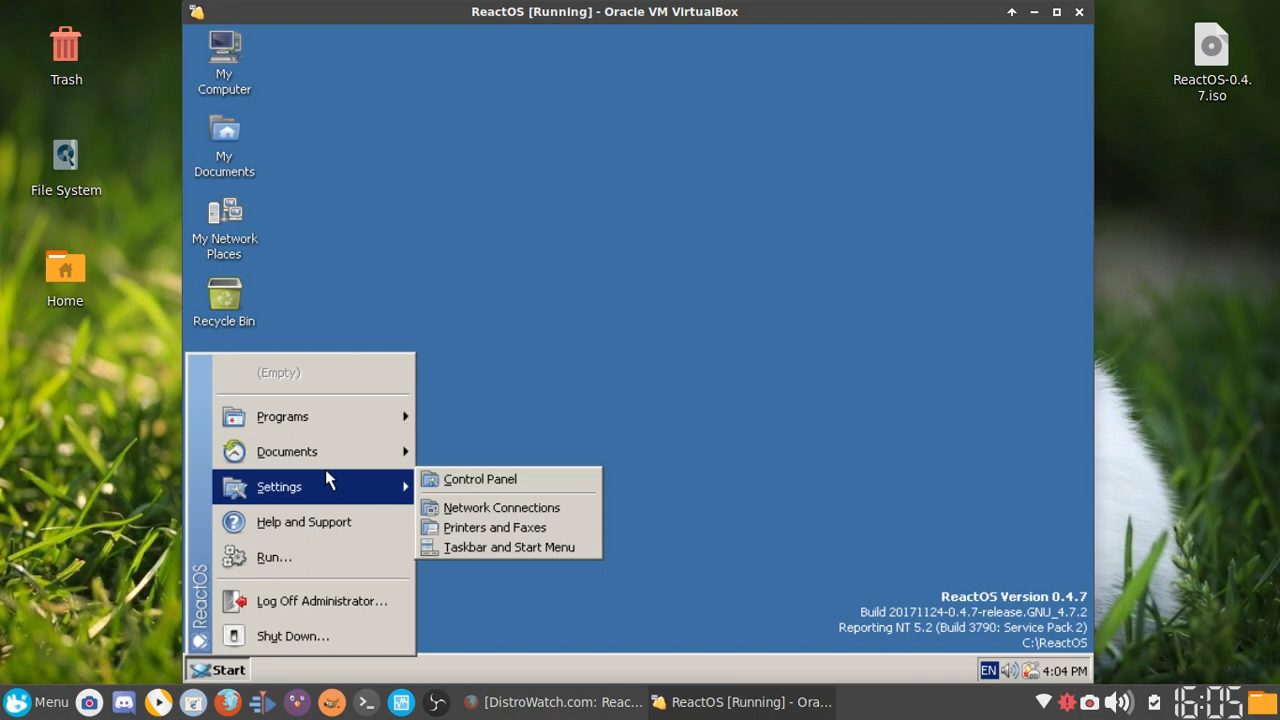 ReactOS [Running] - Oracle VM VirtualBox
Trash
File System
Home
ReactOS-0.4.
7.iso
My
Computer
My
Documents
My Network
Places
Recycle Bin
(Empty)
Programs
Documents
Settings
Help and Support
Run...
Log Off Administrator...
Shut Down...
ReactOS
Control Panel
Network Connections
Printers and Faxes
Taskbar and Start Menu
ReactOS Version 0.4.7
Build 20171124-0.4.7-release.GNU_4.7.2
Reporting NT 5.2 (Build 3790: Service Pack 2)
C:\ReactOS
Start
EN
4:04 PM
Menu
[DistroWatch.com: Reac...
ReactOS [Running] - Ora...
16:05